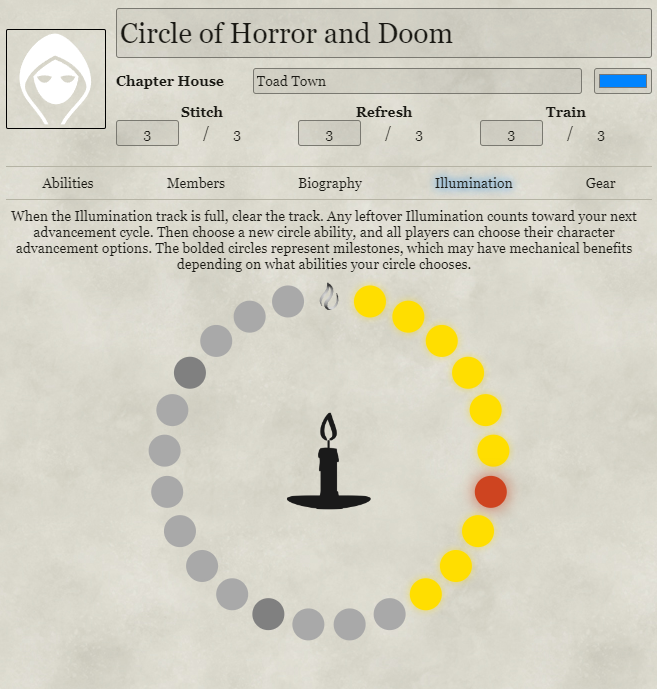 Circle of Horror and Doom
Chapter House Toad Town
Stitch Refresh Train
3 / 3 3 / 3 3 / 3
Abilities Members Biography Illumination Gear
When the Illumination track is full, clear the track. Any leftover Illumination counts toward your next
advancement cycle. Then choose a new circle ability, and all players can choose their character
advancement options. The bolded circles represent milestones, which may have mechanical benefits
depending on what abilities your circle chooses.